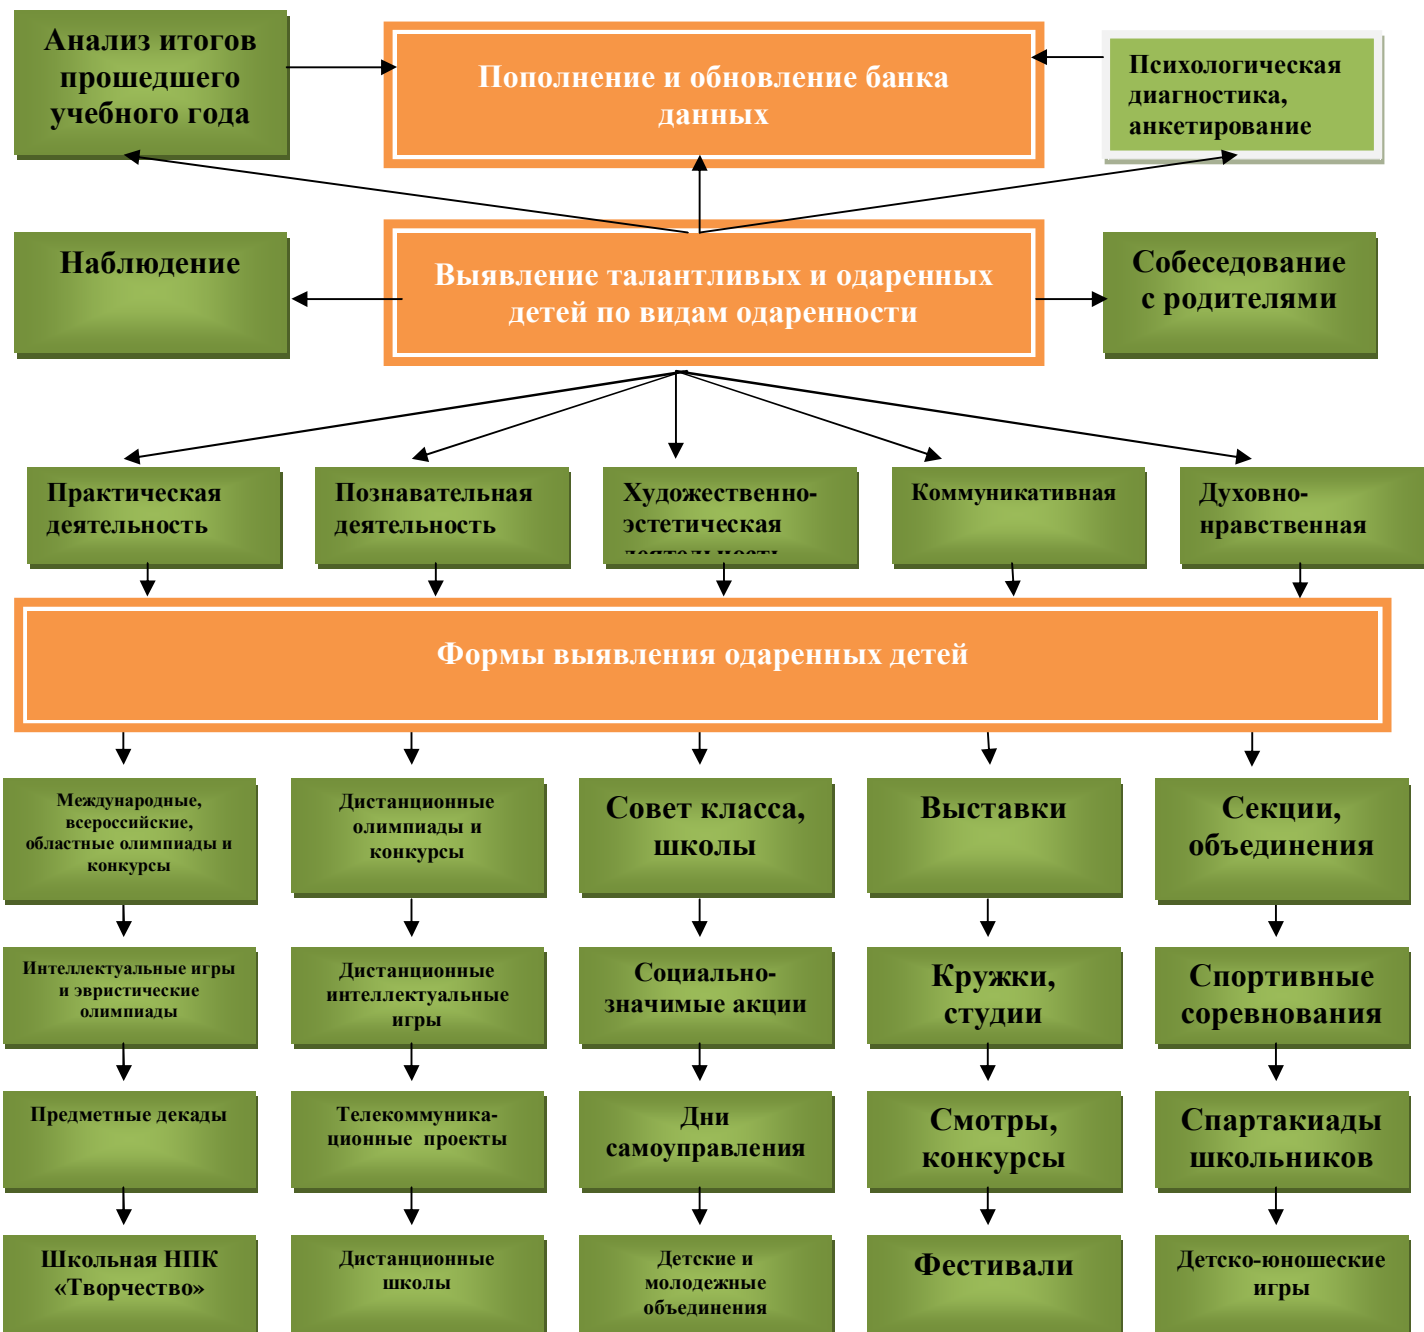 Анализ итогов
прошедшего
учебного года
Пополнение и обновление банка
данных
Психологическая
диагностика,
анкетирование
Наблюдение
Выявление талантливых и одаренных
детей по видам одаренности
Собеседование
с родителями
Практическая
деятельность
Познавательная
деятельность
Художественно-
эстетическая
деятельность
Коммуникативная
Духовно-
нравственная
Формы выявления одаренных детей
Международные,
всероссийские,
областные олимпиады и
конкурсы
Дистанционные
олимпиады и
конкурсы
Совет класса,
школы
Выставки
Секции,
объединения
Интеллектуальные игры
и эвристические
олимпиады
Дистанционные
интеллектуальные
игры
Социально-
значимые акции
Кружки,
студии
Спортивные
соревнования
Предметные декады
Телекоммуника-
ционные проекты
Дни
самоуправления
Смотры,
конкурсы
Спартакиады
школьников
Школьная НПК
«Творчество»
Дистанционные
школы
Детские и
молодежные
объединения
Фестивали
Детско-юношеские
игры